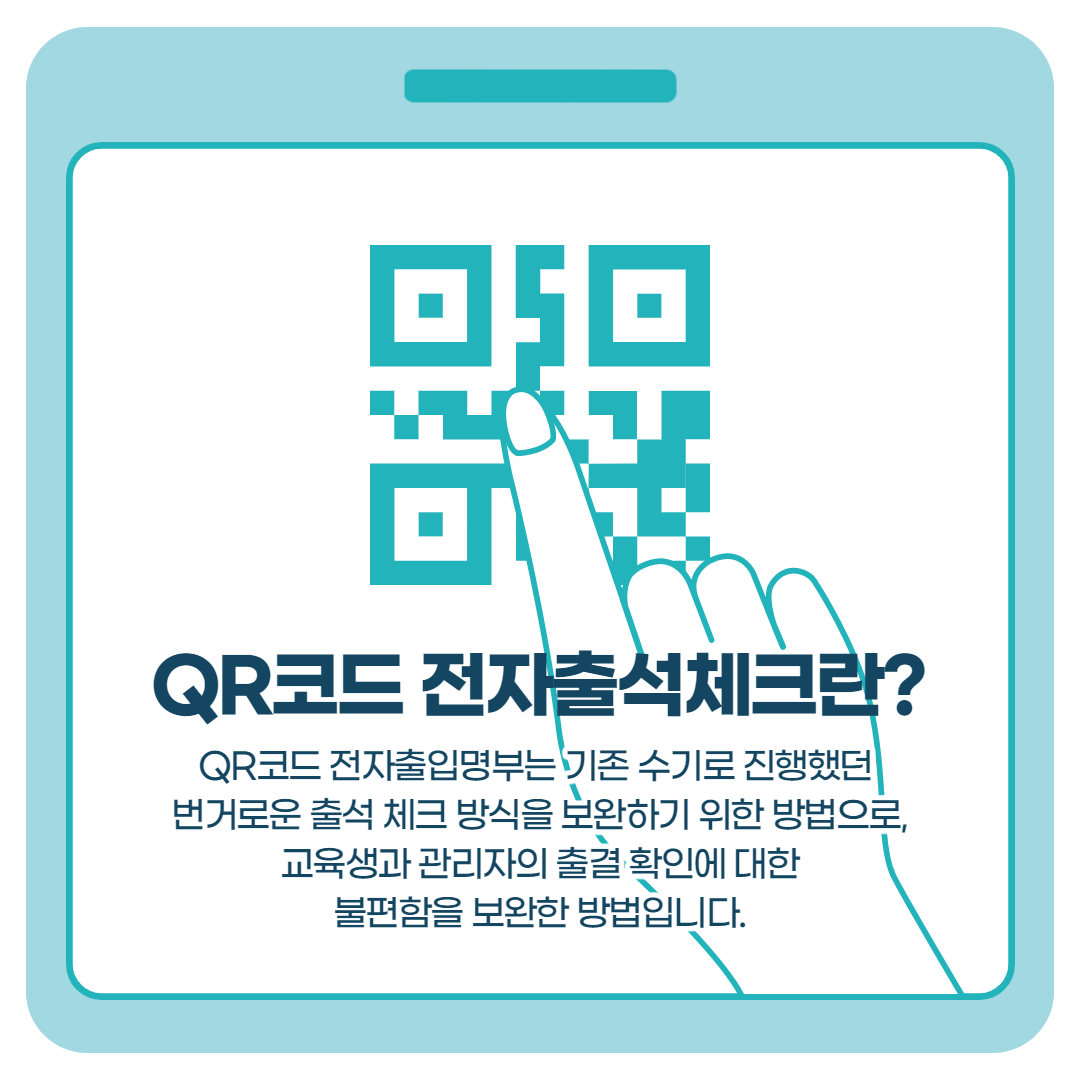 QR코드 전자출석체크란?
QR코드 전자출입명부는 기존 수기로 진행했던
번거로운 출석 체크 방식을 보완하기 위한 방법으로,
교육생과 관리자의 출결 확인에 대한
불편함을 보완한 방법입니다.